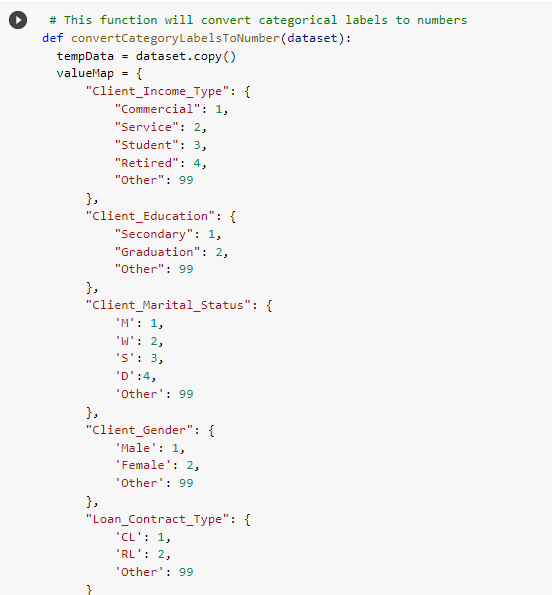 # This function will convert categorical labels to numbers
def convertCategoryLabelsToNumber(dataset):
  tempData = dataset.copy()
  valueMap = {
      "Client_Income_Type": {
          "Commercial": 1,
          "Service": 2,
          "Student": 3,
          "Retired": 4,
          "Other": 99
      },
      "Client_Education": {
          "Secondary": 1,
          "Graduation": 2,
          "Other": 99
      },
      "Client_Marital_Status": {
          'M': 1,
          'W': 2,
          'S': 3,
          'D':4,
          'Other': 99
      },
      "Client_Gender": {
          'Male': 1,
          'Female': 2,
          'Other': 99
      },
      "Loan_Contract_Type": {
          'CL': 1,
          'RL': 2,
          'Other': 99
      }